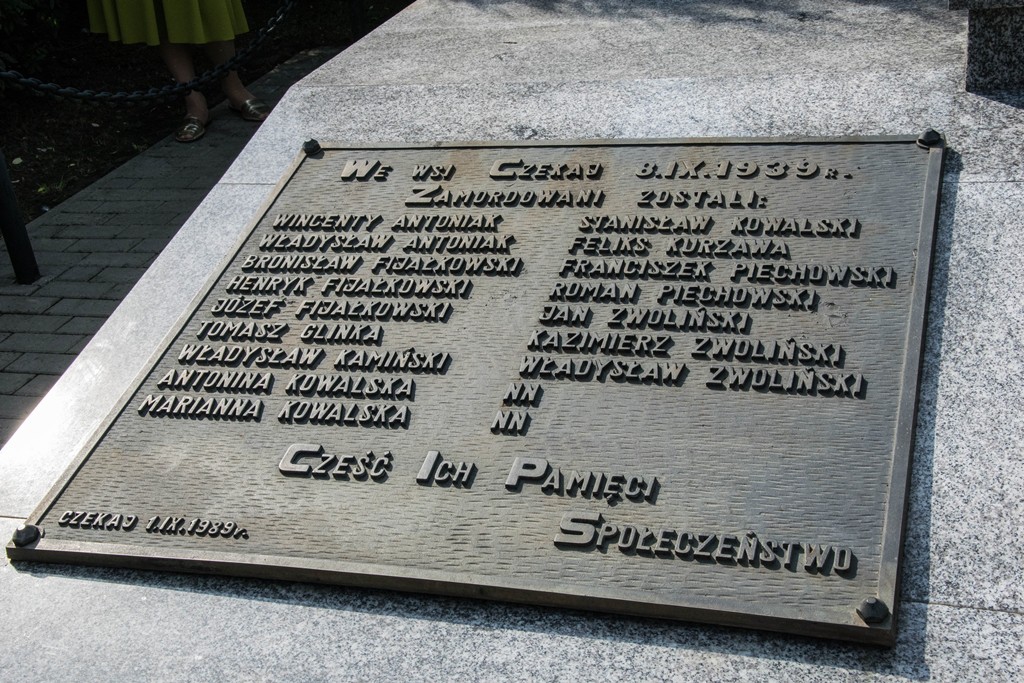 WE WSI CZEKAJ 8.IX.1939R.
ZAMORDOWANI ZOSTALI:
WINCENTY ANTONIAK
WŁADYSŁAW ANTONIAK
BRONISŁAW FIJAŁKOWSKI
HENRYK FIJAŁKOWSKI
JÓZEF FIJAŁKOWSKI
TOMASZ GLINKA
WŁADYSŁAW KAMIŃSKI
ANTONINA KOWALSKA
MARIANNA KOWALSKA
STANISŁAW KOWALSKI
FELIKS KURZAWA
FRANCISZEK PIECHOWSKI
ROMAN PIECHOWSKI
JAN ZWOLIŃSKI
KAZIMIERZ ZWOLIŃSKI
WŁADYSŁAW ZWOLIŃSKI
NN
NN
CZEŚĆ ICH PAMIĘCI
SPOŁECZEŃSTWO
CZEKAJ 1.IX.1989r.